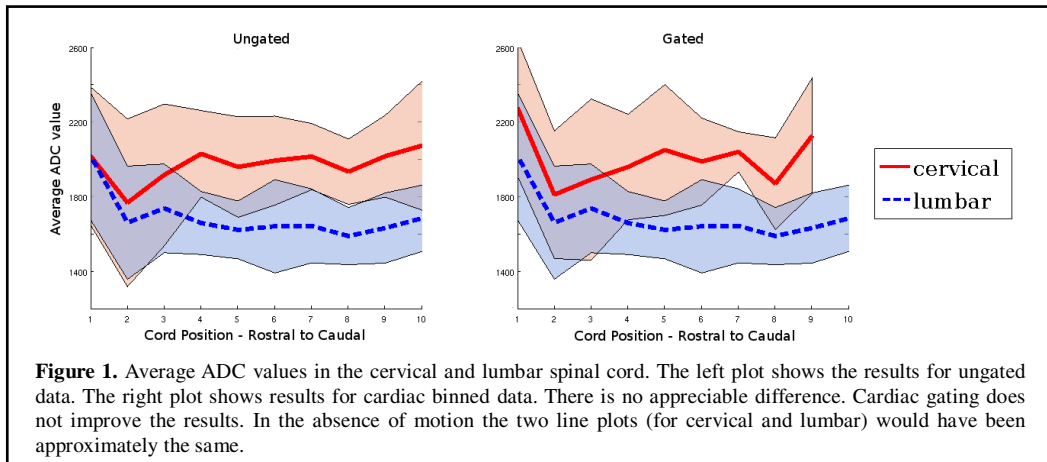 Ungated
Gated
2600
2200
1800
1400
Average ADC value
1 2 3 4 5 6 7 8 9 10
Cord Position - Rostral to Caudal
2600
2200
1800
1400
1 2 3 4 5 6 7 8 9 10
Cord Position - Rostral to Caudal
cervical
lumbar
Figure 1. Average ADC values in the cervical and lumbar spinal cord. The left plot shows the results for ungated
data. The right plot shows results for cardiac binned data. There is no appreciable difference. Cardiac gating does
not improve the results. In the absence of motion the two line plots (for cervical and lumbar) would have been
approximately the same.